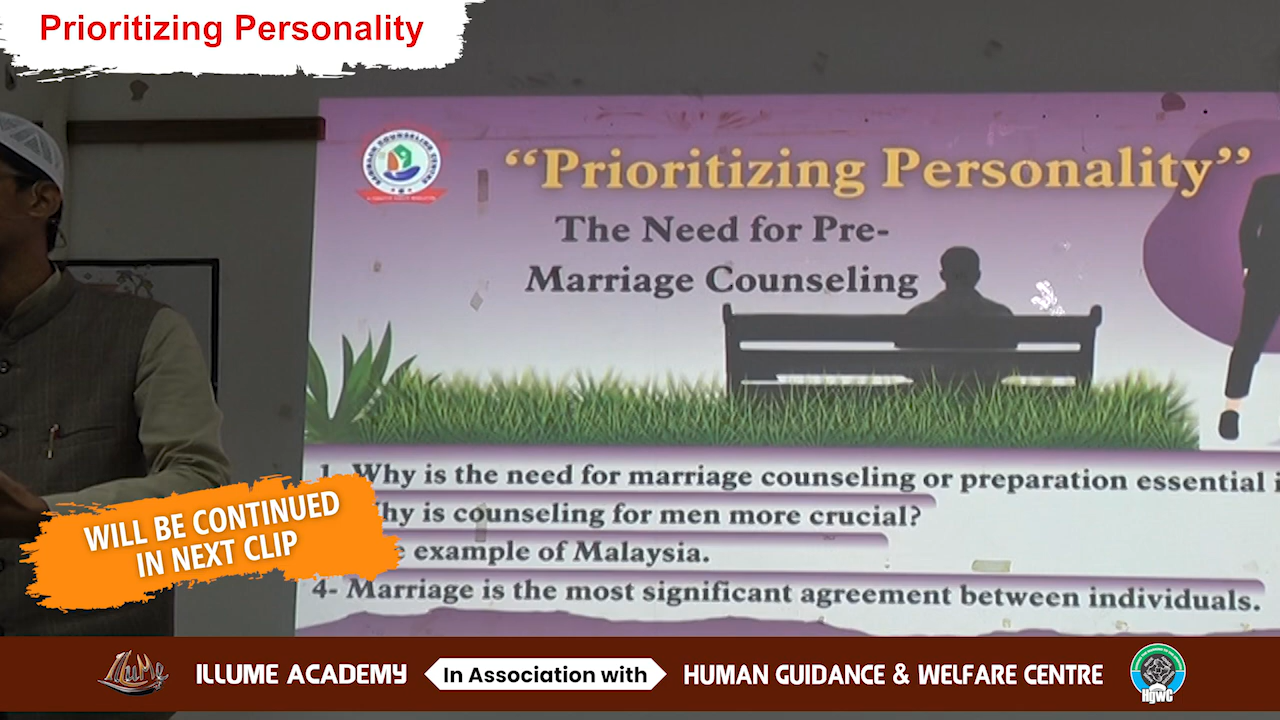 Prioritizing Personality
“Prioritizing Personality”
The Need for Pre-
Marriage Counseling
1- Why is the need for marriage counseling or preparation essential
hy is counseling for men more crucial?
example of Malaysia.
4- Marriage is the most significant agreement between individuals.
WILL BE CONTINUED
IN NEXT CLIP
IlluMe
ILLUME ACADEMY
In Association with
HUMAN GUIDANCE & WELFARE CENTRE
HgWC